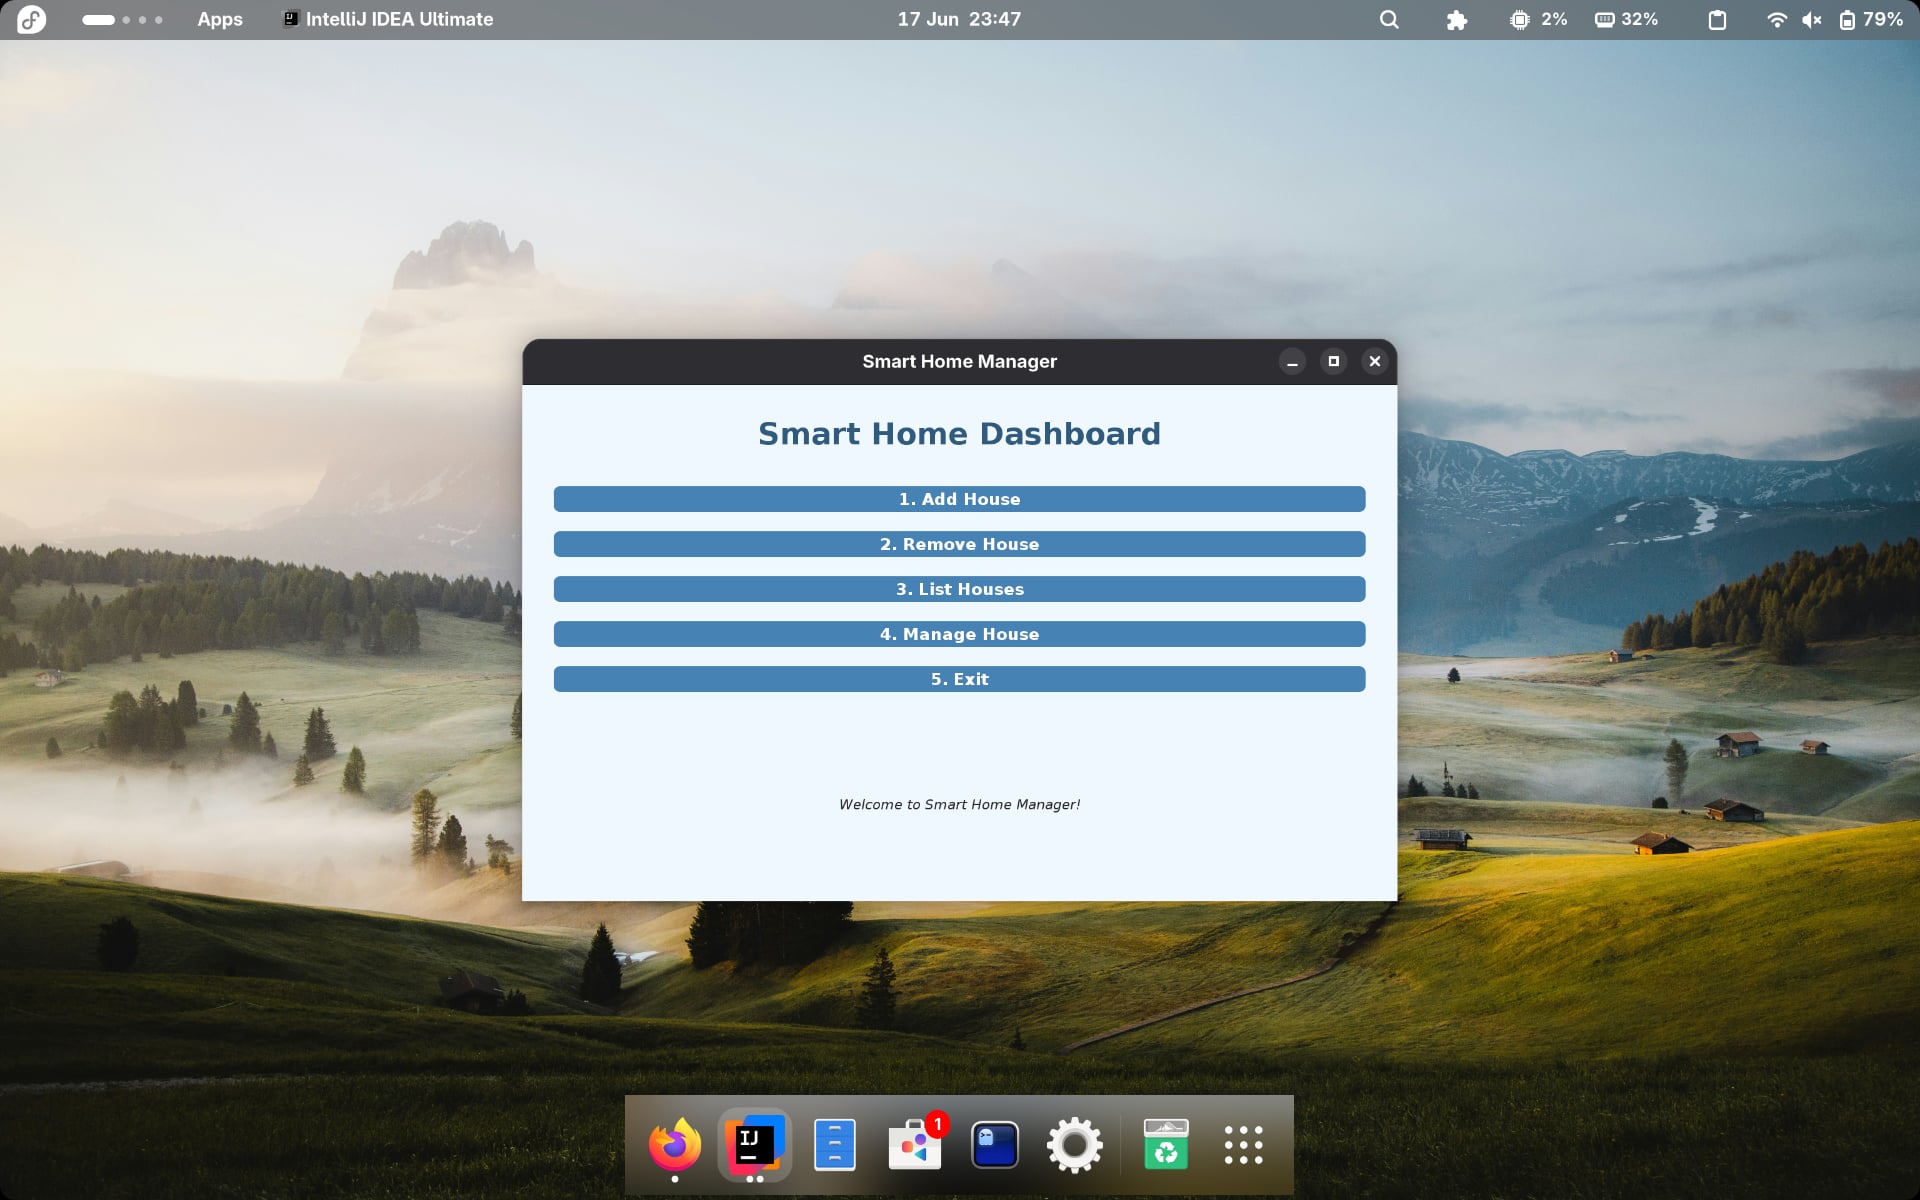 Apps
IntelliJ IDEA Ultimate
17 Jun 23:47
2%
32%
79%
Smart Home Manager
Smart Home Dashboard
1. Add House
2. Remove House
3. List Houses
4. Manage House
5. Exit
Welcome to Smart Home Manager!
IJ
1